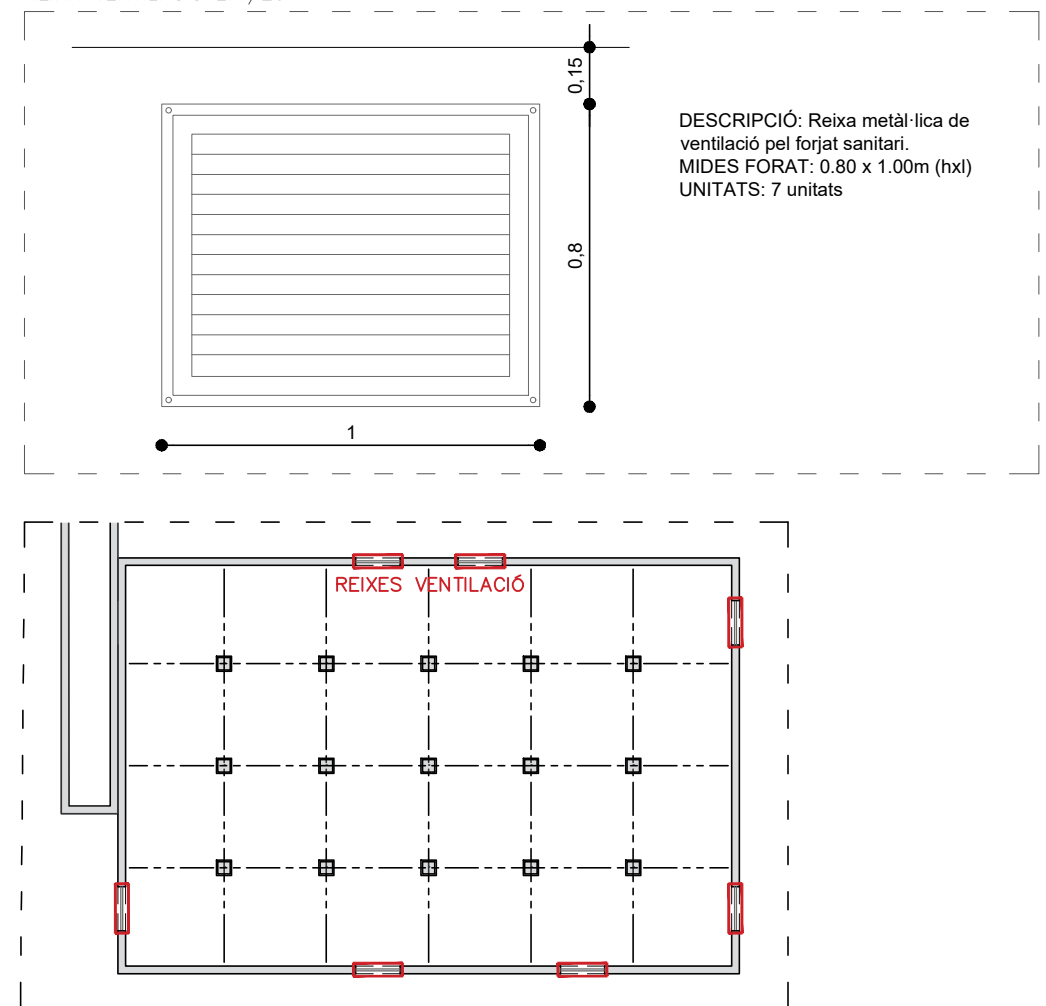 0,15
DESCRIPCIÓ: Reixa metàl·lica de
ventilació pel forjat sanitari.
MIDES FORAT: 0.80 x 1.00m (hxl)
UNITATS: 7 unitats
0,8
1
REIXES VENTILACIÓ